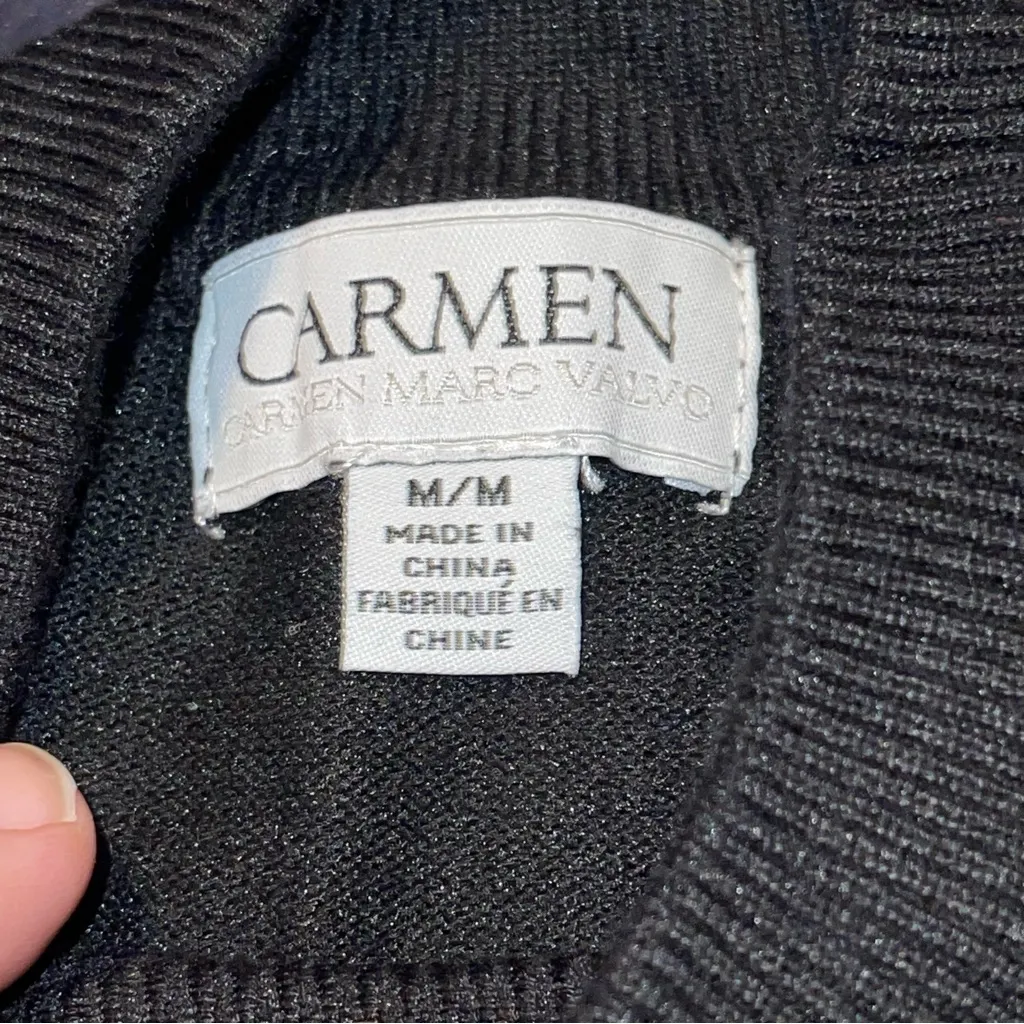 CARMEN
CARMEN MARC VALVO
M/M
MADE IN
CHINA
FABRIQUÉ EN
CHINE